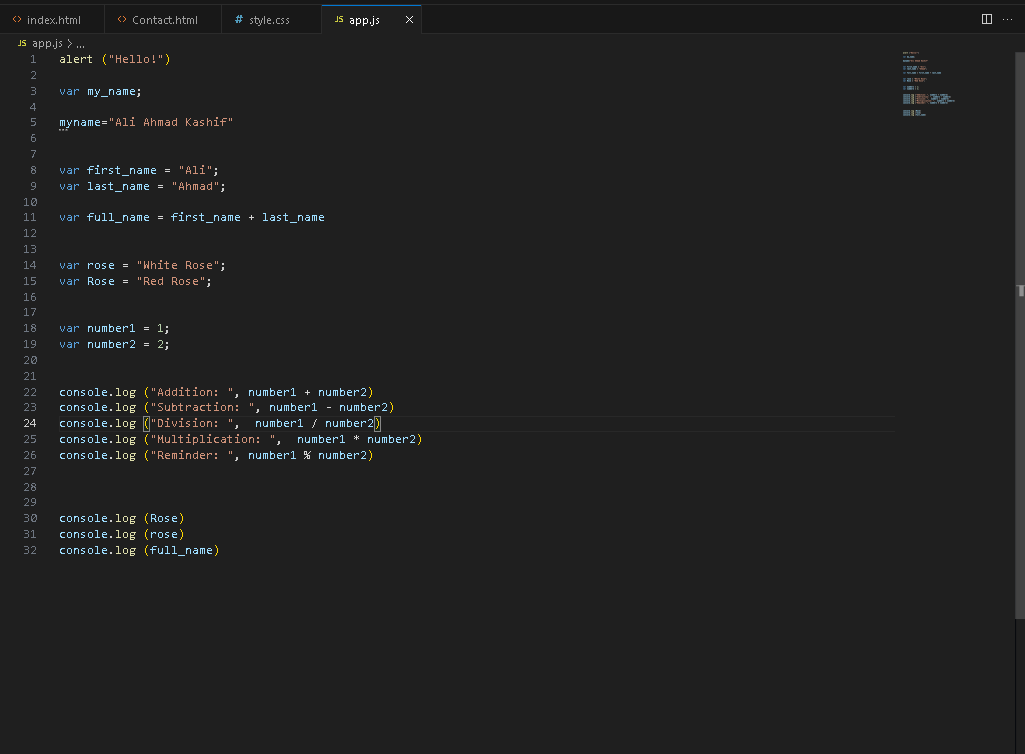 <> index.html
<> Contact.html
# style.css
JS app.js ×
JS app.js > ...
1 alert ("Hello!")
2
3 var my_name;
4
5 myname="Ali Ahmad Kashif"
6
7
8 var first_name = "Ali";
9 var last_name = "Ahmad";
10
11 var full_name = first_name + last_name
12
13
14 var rose = "White Rose";
15 var Rose = "Red Rose";
16
17
18 var number1 = 1;
19 var number2 = 2;
20
21
22 console.log ("Addition: ", number1 + number2)
23 console.log ("Subtraction: ", number1 - number2)
24 console.log ("Division: ",  number1 / number2)
25 console.log ("Multiplication: ",  number1 * number2)
26 console.log ("Reminder: ", number1 % number2)
27
28
29
30 console.log (Rose)
31 console.log (rose)
32 console.log (full_name)